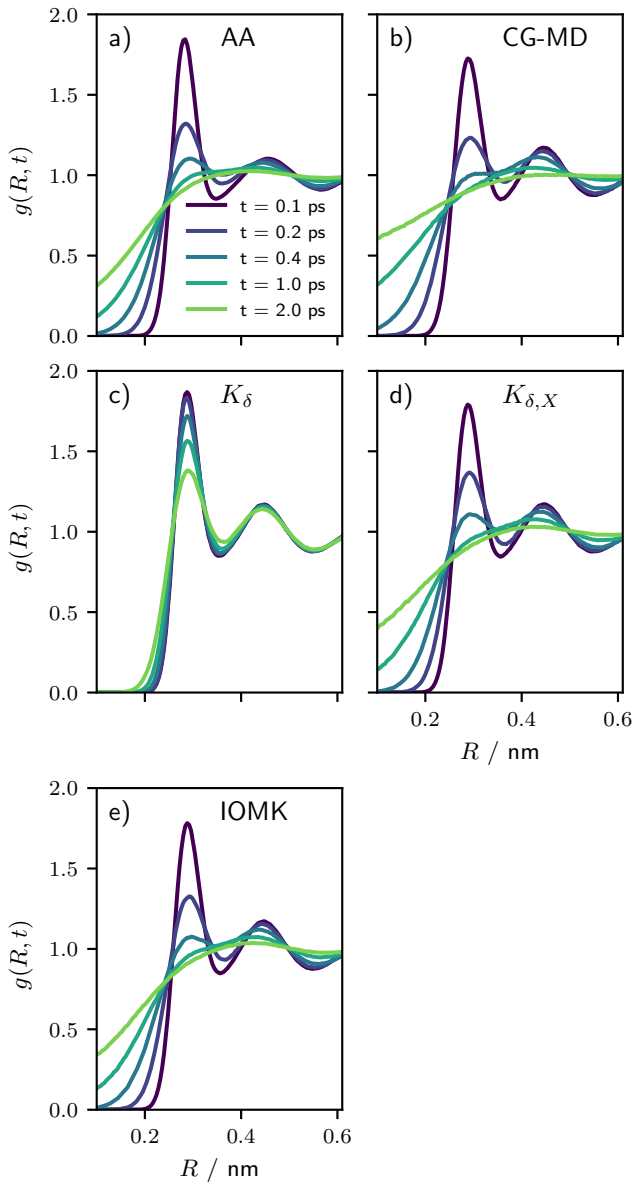 a) AA
b) CG-MD
2.0
1.5
1.0
0.5
0.0
g(R, t)
t = 0.1 ps
t = 0.2 ps
t = 0.4 ps
t = 1.0 ps
t = 2.0 ps
c) K_δ
d) K_{δ,X}
2.0
1.5
1.0
0.5
0.0
g(R, t)
0.2 0.4 0.6
R / nm
e) IOMK
2.0
1.5
1.0
0.5
0.0
g(R, t)
0.2 0.4 0.6
R / nm